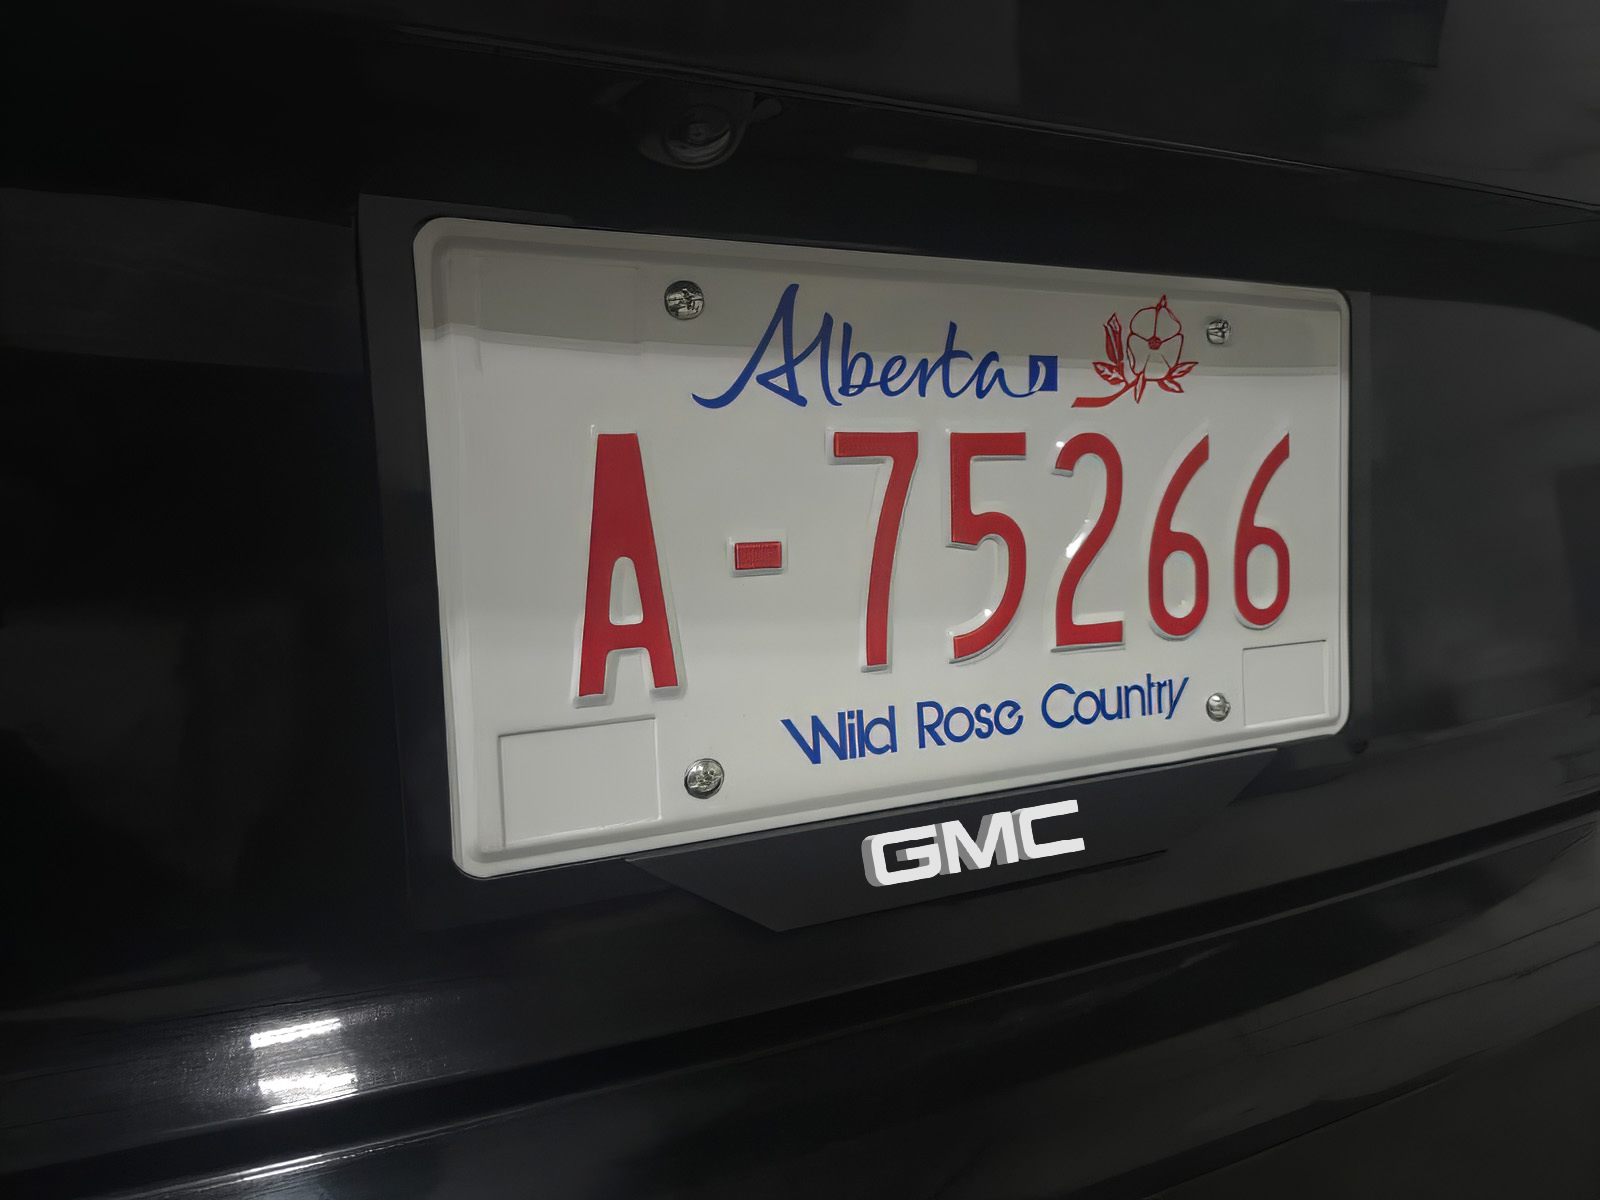 Alberta
A-75266
Wild Rose Country
GMC